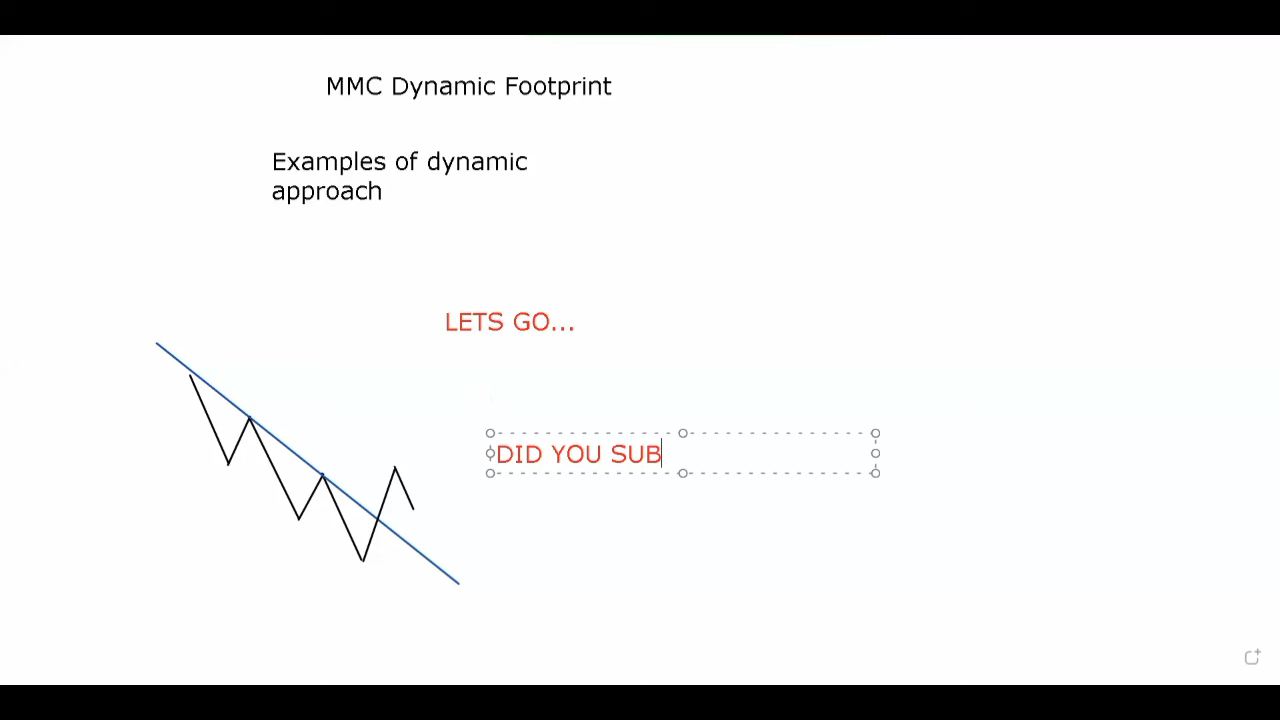 MMC Dynamic Footprint
Examples of dynamic
approach
LETS GO...
DID YOU SUB